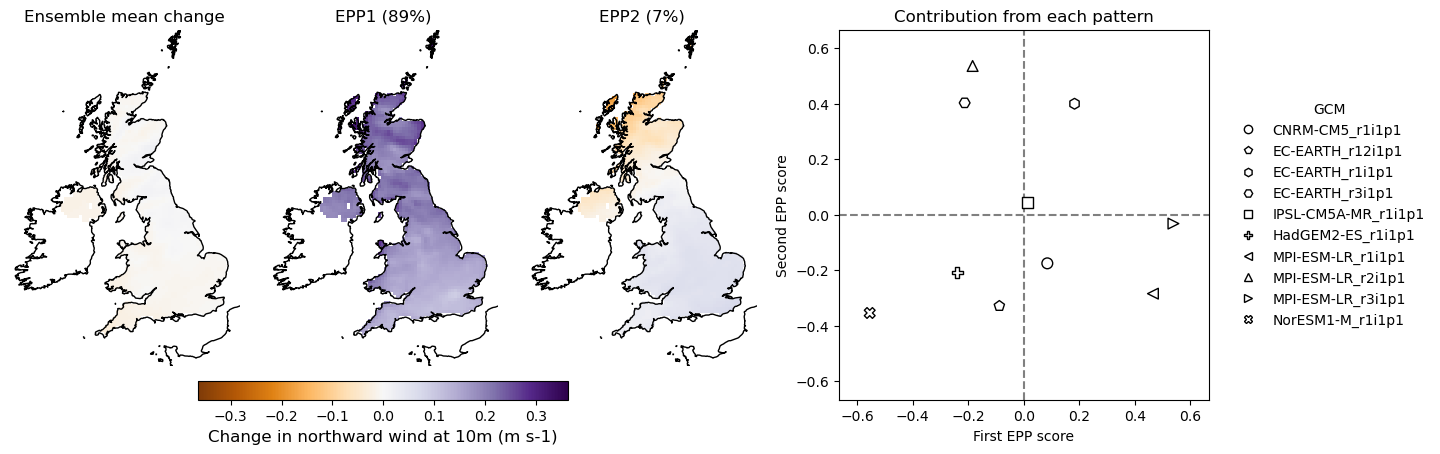 Ensemble mean change
EPP1 (89%)
EPP2 (7%)
−0.3 −0.2 −0.1 0.0 0.1 0.2 0.3
Change in northward wind at 10m (m s-1)
Contribution from each pattern
Second EPP score
0.6
0.4
0.2
0.0
−0.2
−0.4
−0.6
−0.6 −0.4 −0.2 0.0 0.2 0.4 0.6
First EPP score
GCM
CNRM-CM5_r1i1p1
EC-EARTH_r12i1p1
EC-EARTH_r1i1p1
EC-EARTH_r3i1p1
IPSL-CM5A-MR_r1i1p1
HadGEM2-ES_r1i1p1
MPI-ESM-LR_r1i1p1
MPI-ESM-LR_r2i1p1
MPI-ESM-LR_r3i1p1
NorESM1-M_r1i1p1